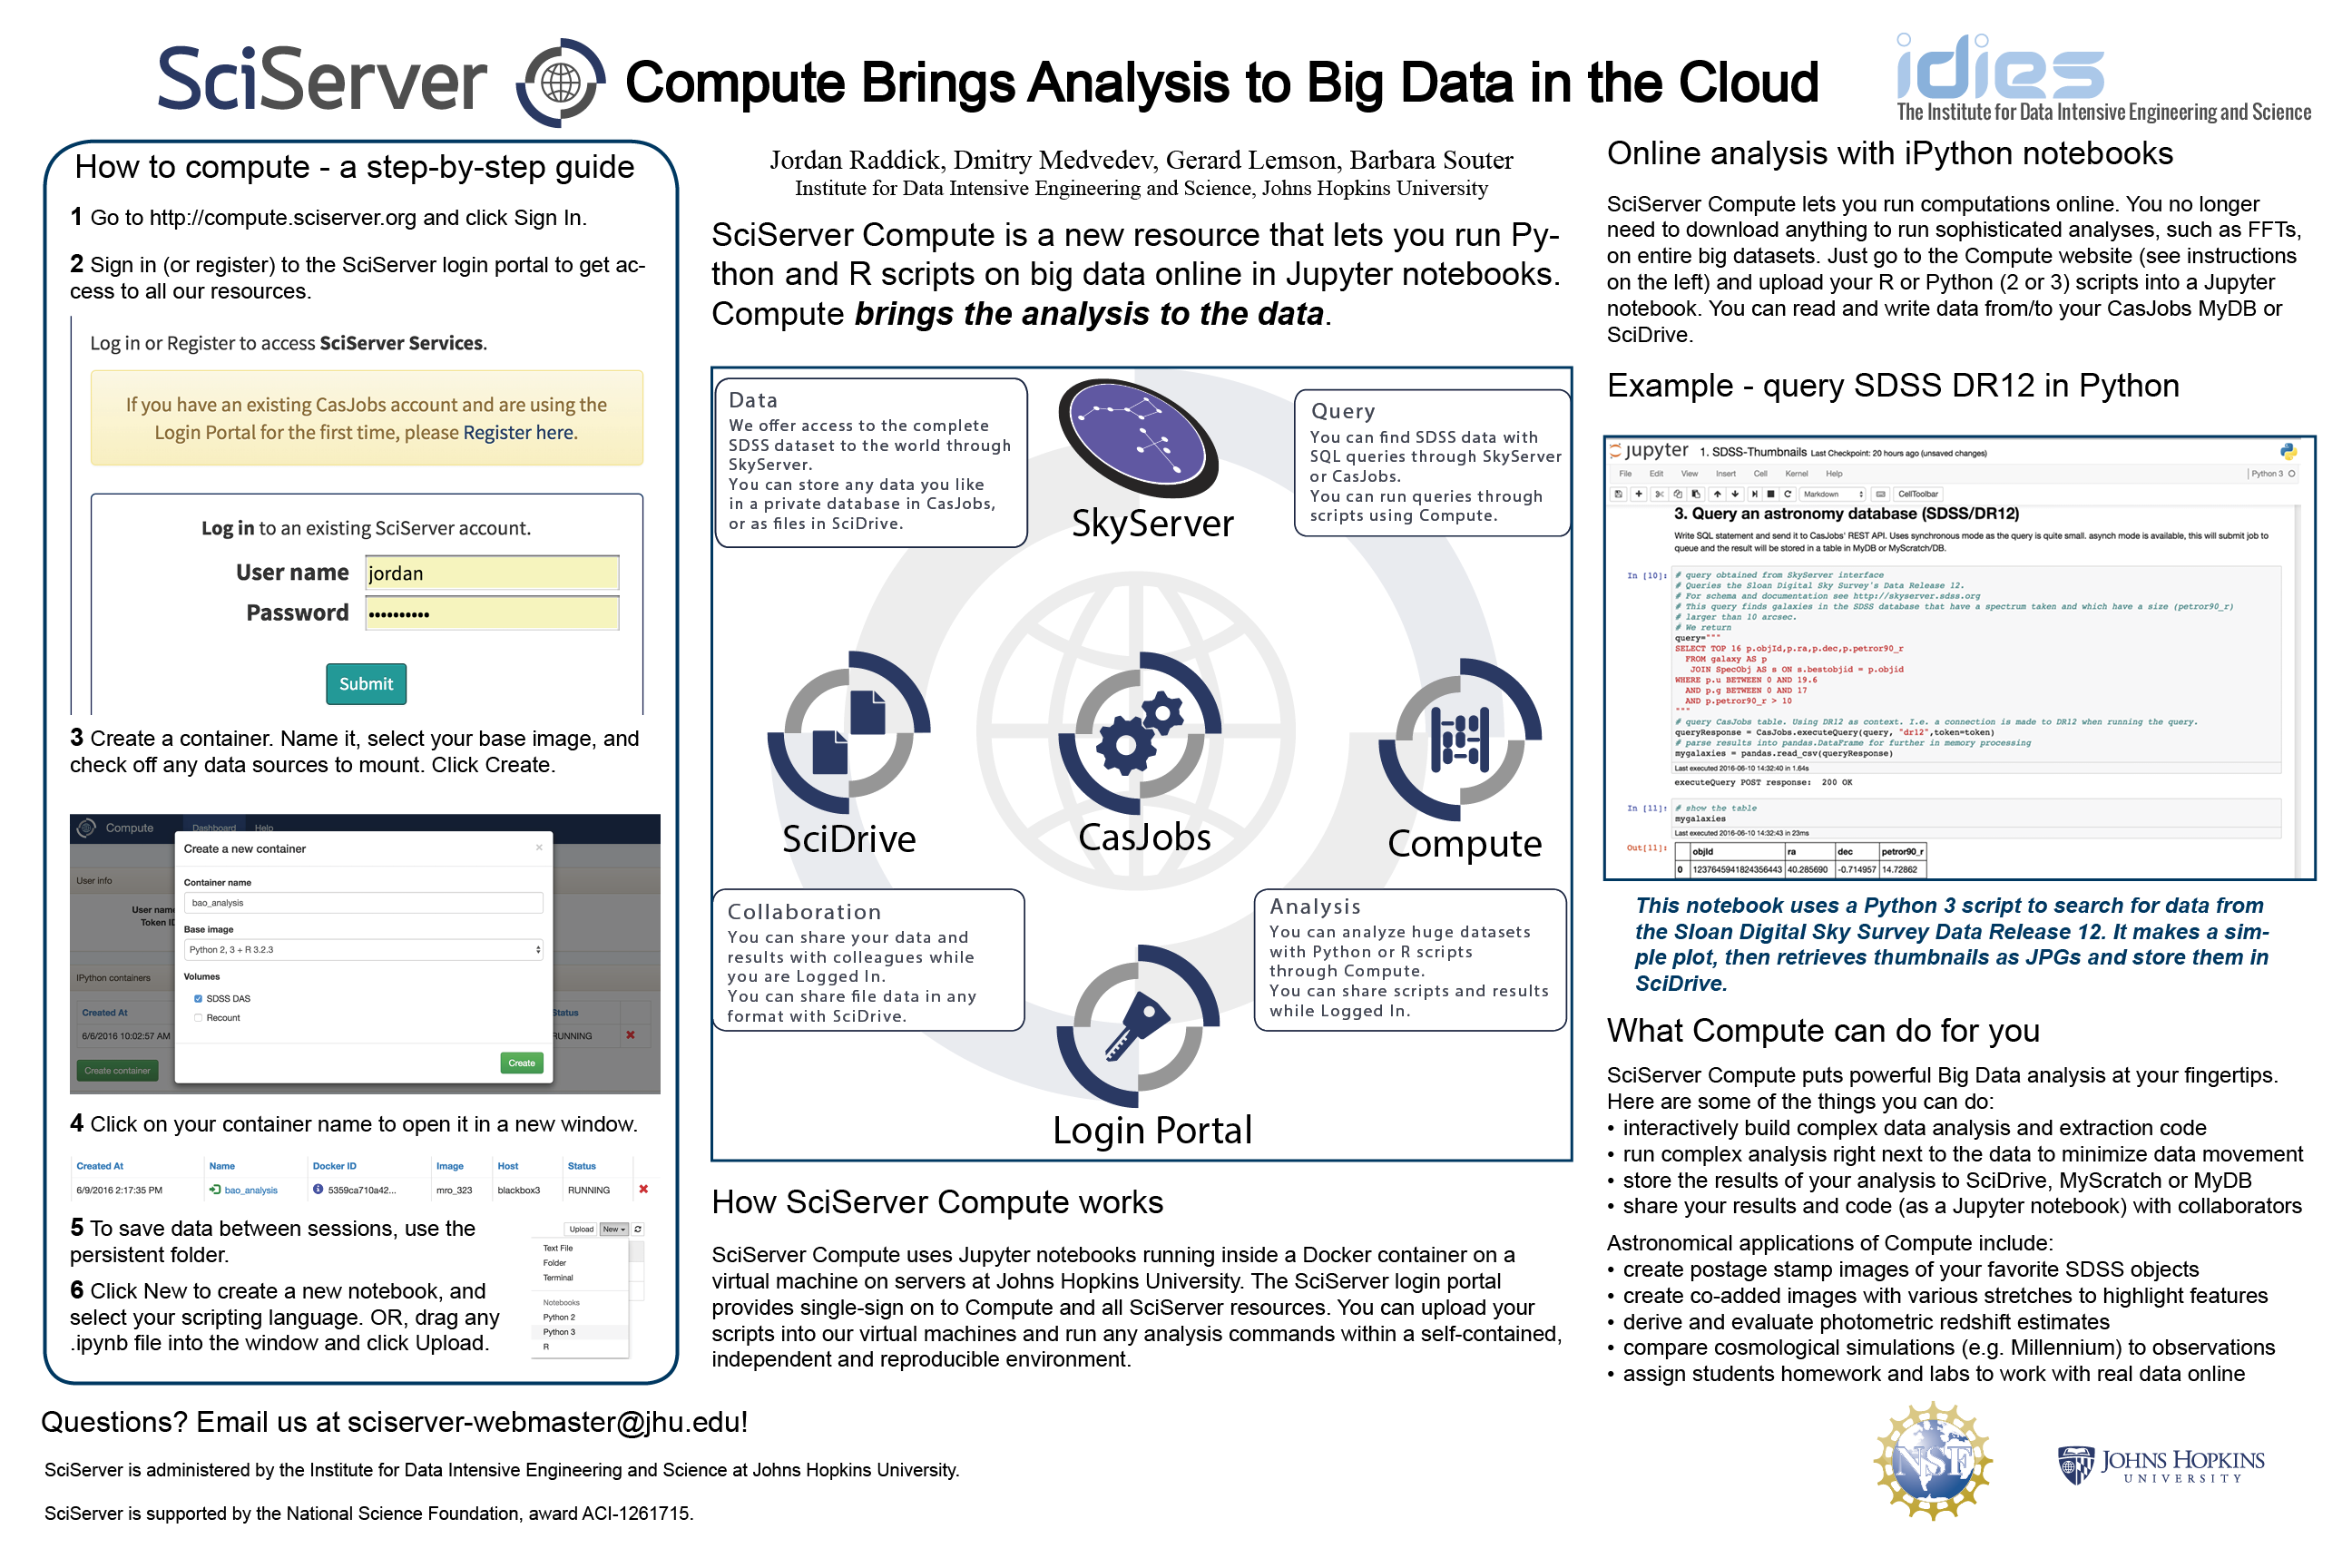 SciServer Compute Brings Analysis to Big Data in the Cloud
idies
The Institute for Data Intensive Engineering and Science
How to compute - a step-by-step guide
1 Go to http://compute.sciserver.org and click Sign In.
2 Sign in (or register) to the SciServer login portal to get ac-
cess to all our resources.
Log in or Register to access SciServer Services.
If you have an existing CasJobs account and are using the
Login Portal for the first time, please Register here.
Log in to an existing SciServer account.
User name jordan
Password ••••••••••
Submit
3 Create a container. Name it, select your base image, and
check off any data sources to mount. Click Create.
Compute Dashboard Help
Create a new container ×
User info
Container name
bao_analysis
User name
Token ID
Base image
Python 2, 3 + R 3.2.3
Volumes
IPython containers
SDSS DAS
Recount
Created At Status
6/6/2016 10:02:57 AM RUNNING
Create container
Create
4 Click on your container name to open it in a new window.
Created At Name Docker ID Image Host Status
6/9/2016 2:17:35 PM bao_analysis 5359ca710a42... mro_323 blackbox3 RUNNING
5 To save data between sessions, use the
persistent folder.
6 Click New to create a new notebook, and
select your scripting language. OR, drag any
.ipynb file into the window and click Upload.
Upload New
Text File
Folder
Terminal
Notebooks
Python 2
Python 3
R
Jordan Raddick, Dmitry Medvedev, Gerard Lemson, Barbara Souter
Institute for Data Intensive Engineering and Science, Johns Hopkins University
SciServer Compute is a new resource that lets you run Py-
thon and R scripts on big data online in Jupyter notebooks.
Compute brings the analysis to the data.
Data
We offer access to the complete
SDSS dataset to the world through
SkyServer.
You can store any data you like
in a private database in CasJobs,
or as files in SciDrive.
SkyServer
Query
You can find SDSS data with
SQL queries through SkyServer
or CasJobs.
You can run queries through
scripts using Compute.
SciDrive
CasJobs
Compute
Collaboration
You can share your data and
results with colleagues while
you are Logged In.
You can share file data in any
format with SciDrive.
Analysis
You can analyze huge datasets
with Python or R scripts
through Compute.
You can share scripts and results
while Logged In.
Login Portal
How SciServer Compute works
SciServer Compute uses Jupyter notebooks running inside a Docker container on a
virtual machine on servers at Johns Hopkins University. The SciServer login portal
provides single-sign on to Compute and all SciServer resources. You can upload your
scripts into our virtual machines and run any analysis commands within a self-contained,
independent and reproducible environment.
Online analysis with iPython notebooks
SciServer Compute lets you run computations online. You no longer
need to download anything to run sophisticated analyses, such as FFTs,
on entire big datasets. Just go to the Compute website (see instructions
on the left) and upload your R or Python (2 or 3) scripts into a Jupyter
notebook. You can read and write data from/to your CasJobs MyDB or
SciDrive.
Example - query SDSS DR12 in Python
jupyter 1. SDSS-Thumbnails Last Checkpoint: 20 hours ago (unsaved changes)
File Edit View Insert Cell Kernel Help Python 3
Markdown CellToolbar
3. Query an astronomy database (SDSS/DR12)
Write SQL statement and send it to CasJobs' REST API. Uses synchronous mode as the query is quite small. asynch mode is available, this will submit job to
queue and the result will be stored in a table in MyDB or MyScratch/DB.
In [10]: # query obtained from SkyServer interface
# Queries the Sloan Digital Sky Survey's Data Release 12.
# For schema and documentation see http://skyserver.sdss.org
# This query finds galaxies in the SDSS database that have a spectrum taken and which have a size (petror90_r)
# larger than 10 arcsec.
# We return
query="""
SELECT TOP 16 p.objId,p.ra,p.dec,p.petror90_r
FROM galaxy AS p
JOIN SpecObj AS s ON s.bestobjid = p.objid
WHERE p.u BETWEEN 0 AND 19.6
AND p.g BETWEEN 0 AND 17
AND p.petror90_r > 10
"""
# query CasJobs table. Using DR12 as context. I.e. a connection is made to DR12 when running the query.
queryResponse = CasJobs.executeQuery(query, "dr12",token=token)
# parse results into pandas.DataFrame for further in memory processing
mygalaxies = pandas.read_csv(queryResponse)
Last executed 2016-06-10 14:32:40 in 1.64s
executeQuery POST response: 200 OK
In [11]: # show the table
mygalaxies
Last executed 2016-06-10 14:32:43 in 23ms
Out[11]: objId ra dec petror90_r
0 1237645941824356443 40.285690 -0.714957 14.72862
This notebook uses a Python 3 script to search for data from
the Sloan Digital Sky Survey Data Release 12. It makes a sim-
ple plot, then retrieves thumbnails as JPGs and store them in
SciDrive.
What Compute can do for you
SciServer Compute puts powerful Big Data analysis at your fingertips.
Here are some of the things you can do:
• interactively build complex data analysis and extraction code
• run complex analysis right next to the data to minimize data movement
• store the results of your analysis to SciDrive, MyScratch or MyDB
• share your results and code (as a Jupyter notebook) with collaborators
Astronomical applications of Compute include:
• create postage stamp images of your favorite SDSS objects
• create co-added images with various stretches to highlight features
• derive and evaluate photometric redshift estimates
• compare cosmological simulations (e.g. Millennium) to observations
• assign students homework and labs to work with real data online
Questions? Email us at sciserver-webmaster@jhu.edu!
SciServer is administered by the Institute for Data Intensive Engineering and Science at Johns Hopkins University.
SciServer is supported by the National Science Foundation, award ACI-1261715.
NSF
JOHNS HOPKINS
UNIVERSITY